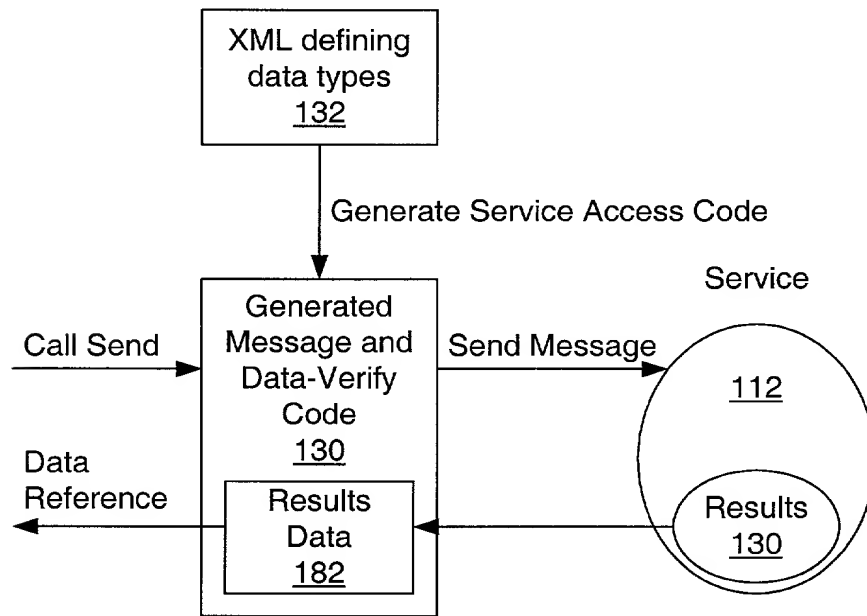 XML defining
data types
132
Generate Service Access Code
Service
Generated
Message and
Data-Verify
Code
130
Call Send
Send Message
112
Data
Reference
Results
Data
182
Results
130